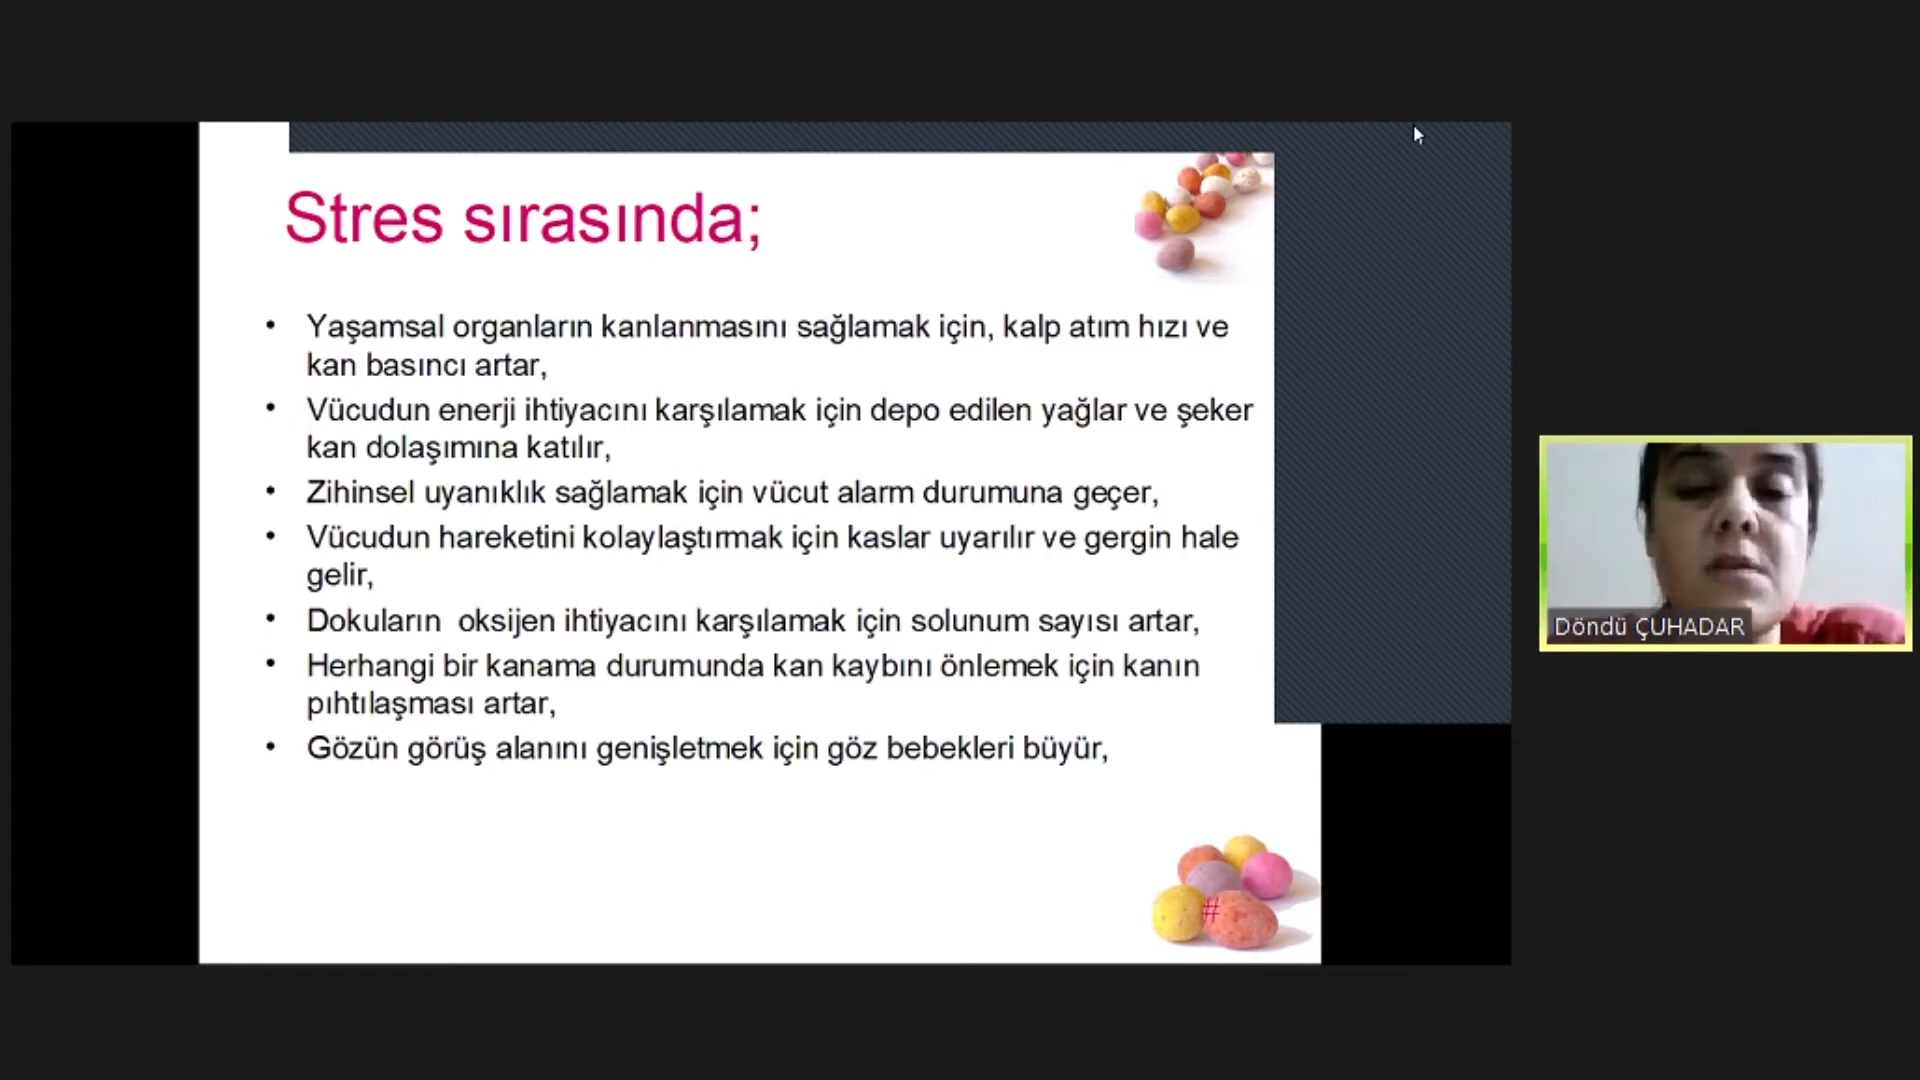 Stres sırasında;
• Yaşamsal organların kanlanmasını sağlamak için, kalp atım hızı ve
kan basıncı artar,
• Vücudun enerji ihtiyacını karşılamak için depo edilen yağlar ve şeker
kan dolaşımına katılır,
• Zihinsel uyanıklık sağlamak için vücut alarm durumuna geçer,
• Vücudun hareketini kolaylaştırmak için kaslar uyarılır ve gergin hale
gelir,
• Dokuların oksijen ihtiyacını karşılamak için solunum sayısı artar,
• Herhangi bir kanama durumunda kan kaybını önlemek için kanın
pıhtılaşması artar,
• Gözün görüş alanını genişletmek için göz bebekleri büyür,
#
Döndü ÇUHADAR